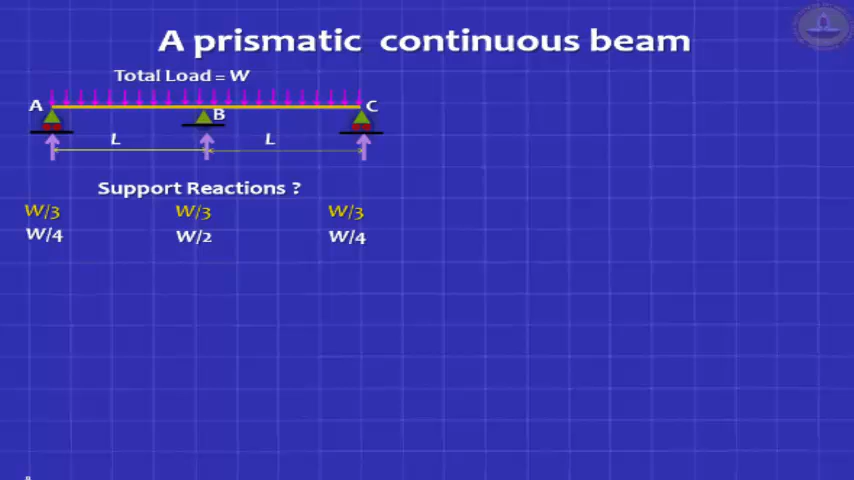 A prismatic continuous beam
Total Load = W
A
B
C
L L
Support Reactions ?
W/3 W/3 W/3
W/4 W/2 W/4